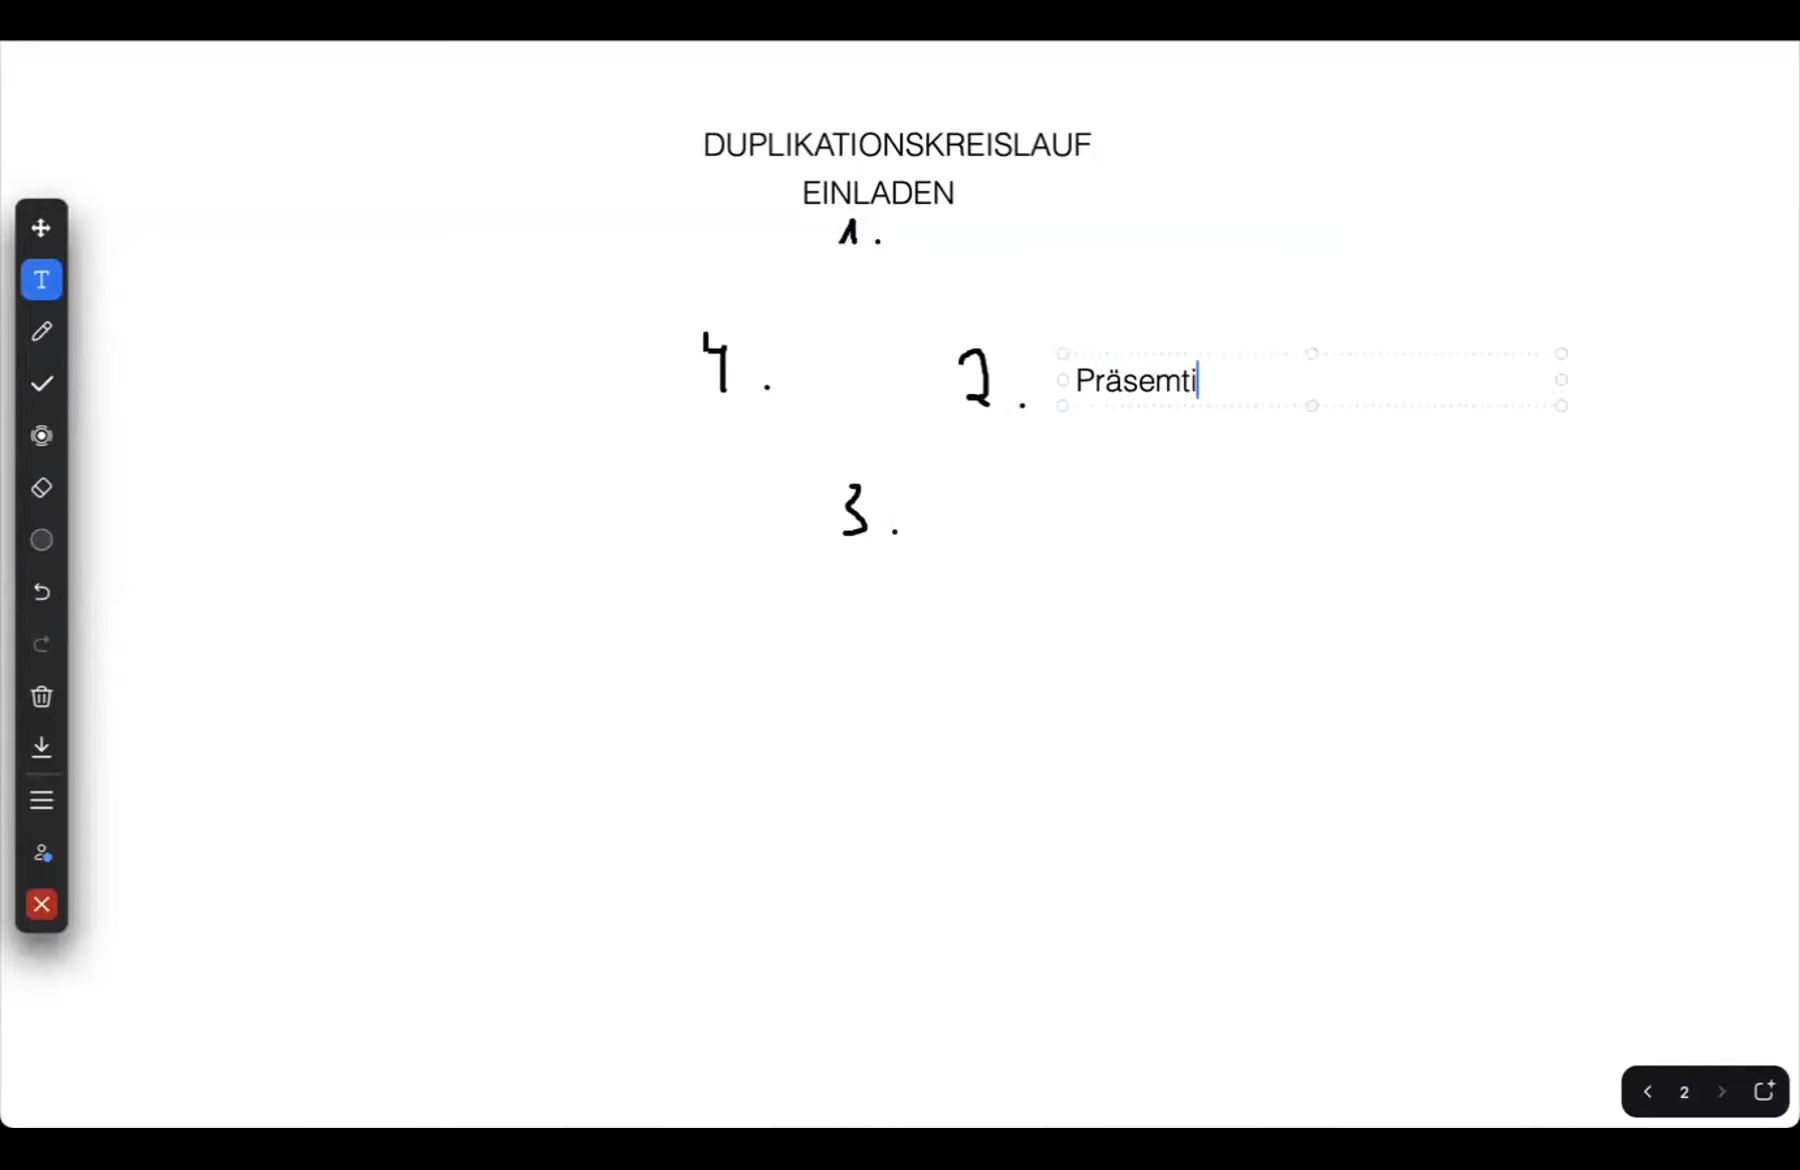 DUPLIKATIONSKREISLAUF
EINLADEN
1.
4. 2. Präsemti
3.
2